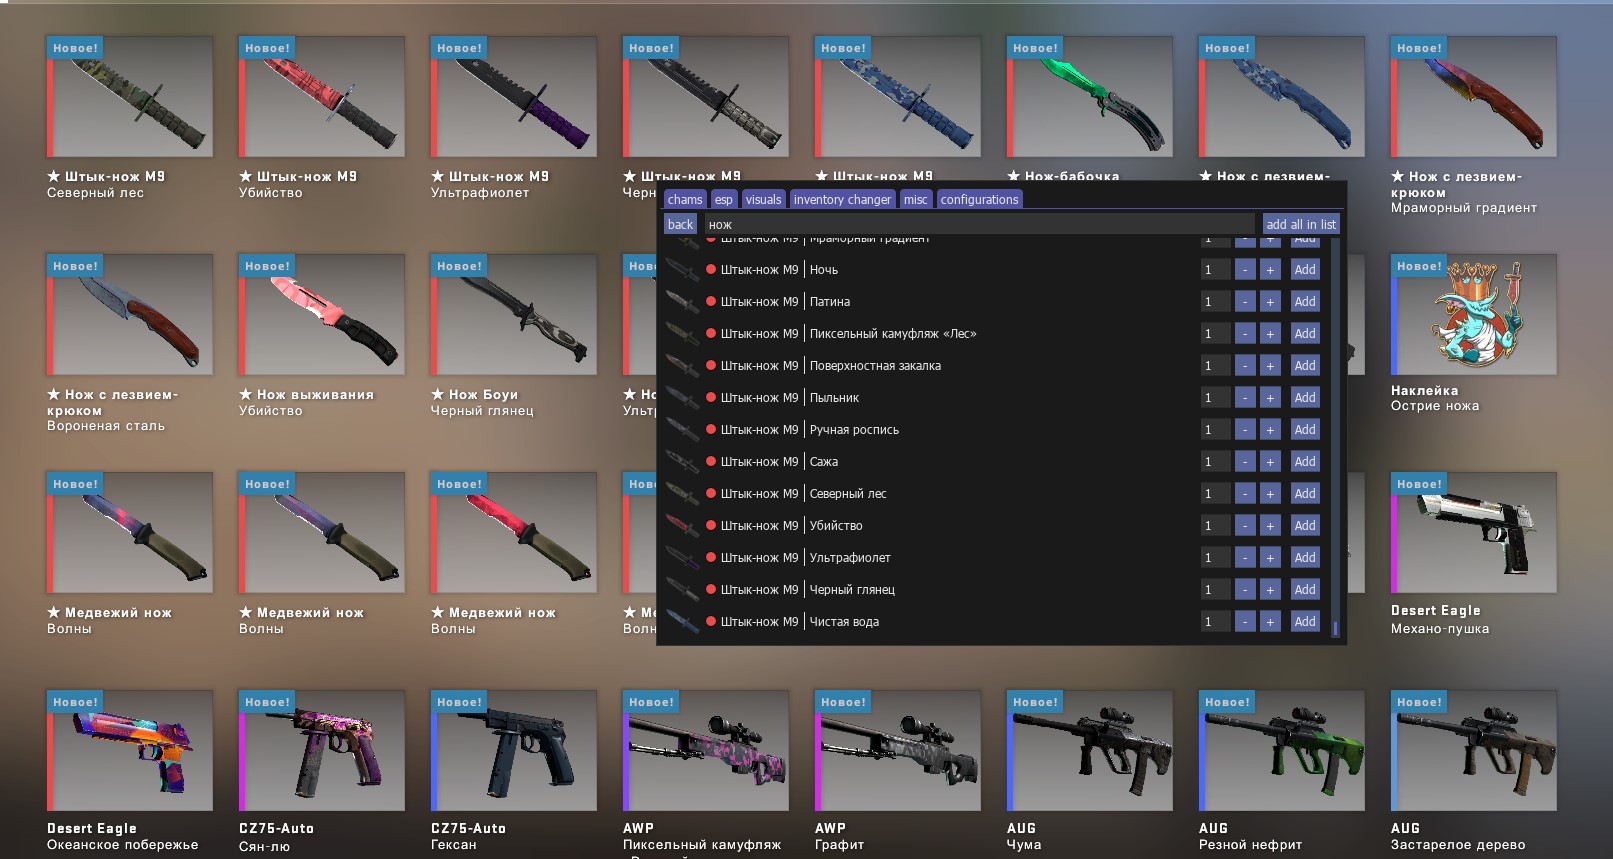 Новое!
Новое!
Новое!
Новое!
Новое!
Новое!
Новое!
Новое!
★ Штык-нож M9
Северный лес
★ Штык-нож M9
Убийство
★ Штык-нож M9
Ультрафиолет
★ Штык-нож M9
Черн
★ Штык-нож M9
★ Нож-бабочка
★ Нож с лезвием-
★ Нож с лезвием-
крюком
Мраморный градиент
chams
esp
visuals
inventory changer
misc
configurations
back
нож
add all in list
Штык-нож M9 | Мраморный градиент
1 - + Add
Штык-нож M9 | Ночь
1 - + Add
Штык-нож M9 | Патина
1 - + Add
Штык-нож M9 | Пиксельный камуфляж «Лес»
1 - + Add
Штык-нож M9 | Поверхностная закалка
1 - + Add
Штык-нож M9 | Пыльник
1 - + Add
Штык-нож M9 | Ручная роспись
1 - + Add
Штык-нож M9 | Сажа
1 - + Add
Штык-нож M9 | Северный лес
1 - + Add
Штык-нож M9 | Убийство
1 - + Add
Штык-нож M9 | Ультрафиолет
1 - + Add
Штык-нож M9 | Черный глянец
1 - + Add
Штык-нож M9 | Чистая вода
1 - + Add
Новое!
Новое!
Новое!
Нов
Новое!
★ Нож с лезвием-
крюком
Вороненая сталь
★ Нож выживания
Убийство
★ Нож Боуи
Черный глянец
★ Но
Ультр
Наклейка
Острие ножа
Новое!
Новое!
Новое!
Нов
Новое!
★ Медвежий нож
Волны
★ Медвежий нож
Волны
★ Медвежий нож
Волны
★ Ме
Волн
Desert Eagle
Механо-пушка
Новое!
Новое!
Новое!
Новое!
Новое!
Новое!
Новое!
Новое!
Desert Eagle
Океанское побережье
CZ75-Auto
Сян-лю
CZ75-Auto
Гексан
AWP
Пиксельный камуфляж
AWP
Графит
AUG
Чума
AUG
Резной нефрит
AUG
Застарелое дерево